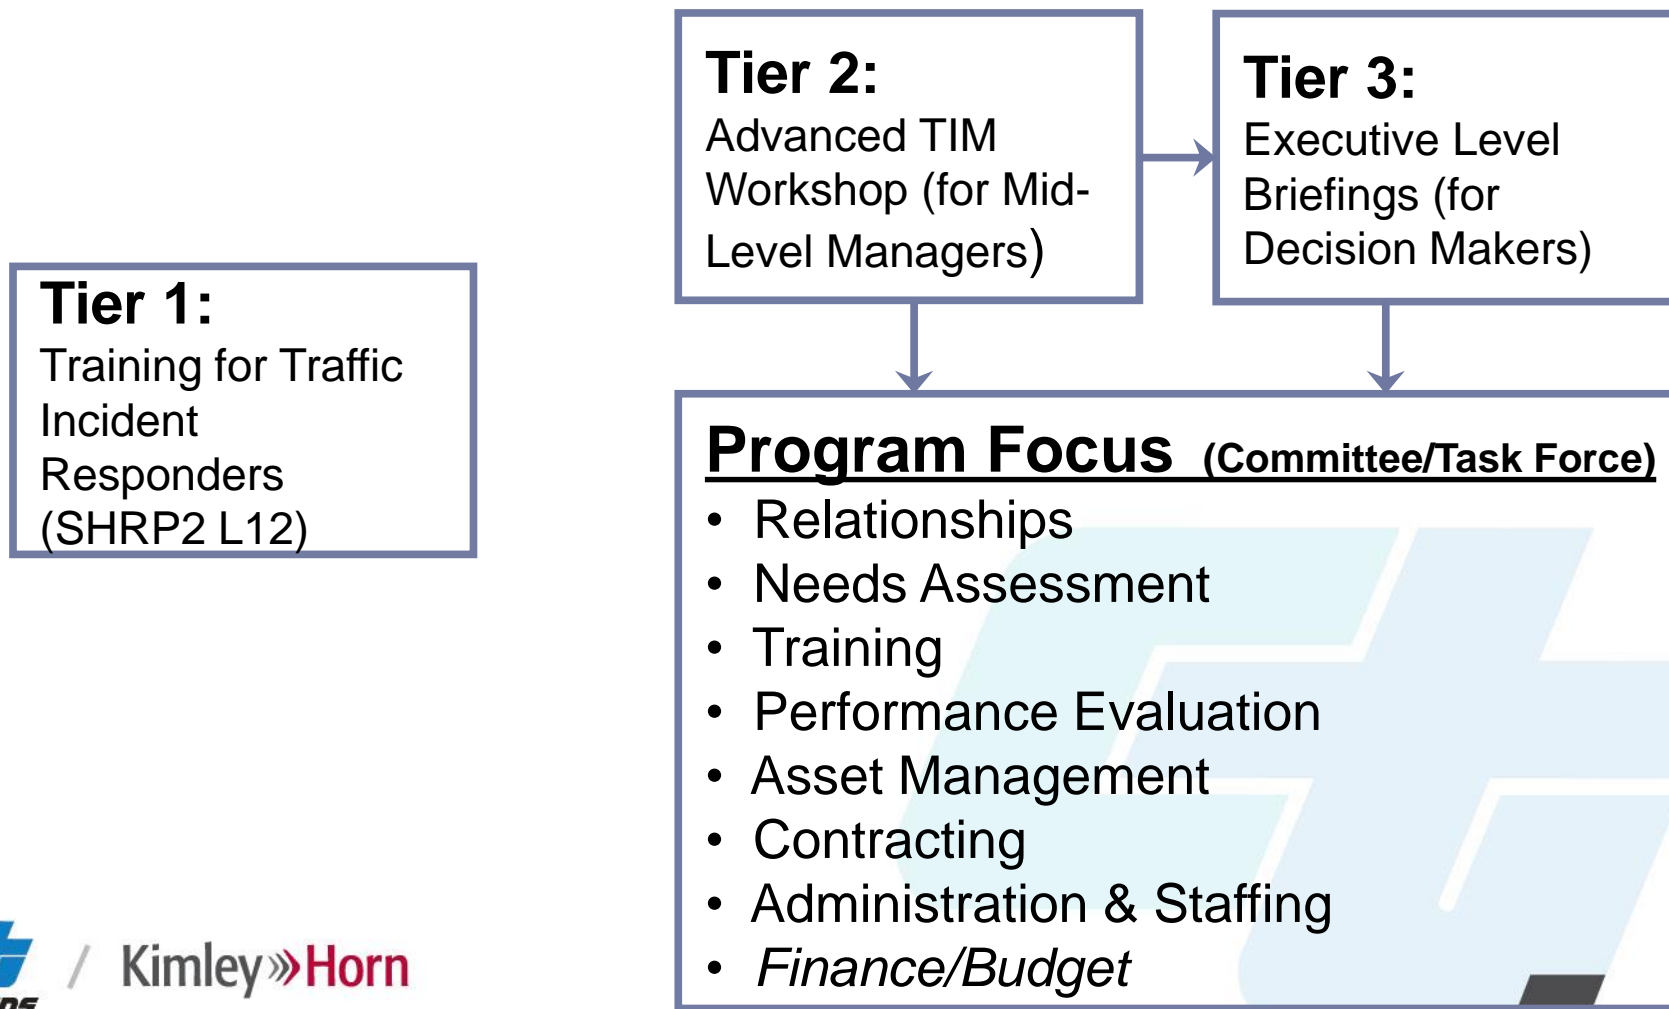 Tier 1:
Training for Traffic
Incident
Responders
(SHRP2 L12)
Tier 2:
Advanced TIM
Workshop (for Mid-
Level Managers)
Tier 3:
Executive Level
Briefings (for
Decision Makers)
Program Focus (Committee/Task Force)
• Relationships
• Needs Assessment
• Training
• Performance Evaluation
• Asset Management
• Contracting
• Administration & Staffing
• Finance/Budget
/ Kimley»Horn